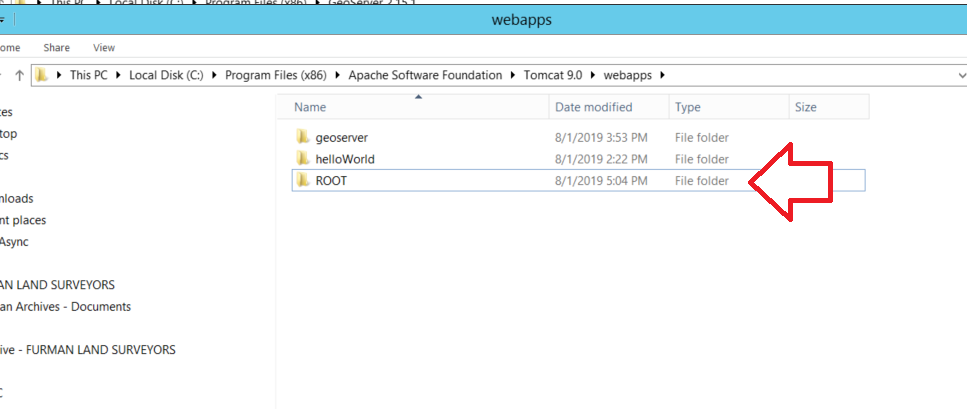 This PC Local Disk (C:) Program Files (x86) GeoServer 2.15.1
webapps
ome Share View
This PC Local Disk (C:) Program Files (x86) Apache Software Foundation Tomcat 9.0 webapps
Name Date modified Type Size
tes
geoserver 8/1/2019 3:53 PM File folder
top
cs
helloWorld 8/1/2019 2:22 PM File folder
ROOT 8/1/2019 5:04 PM File folder
nloads
nt places
Async
AN LAND SURVEYORS
an Archives - Documents
ive - FURMAN LAND SURVEYORS
C